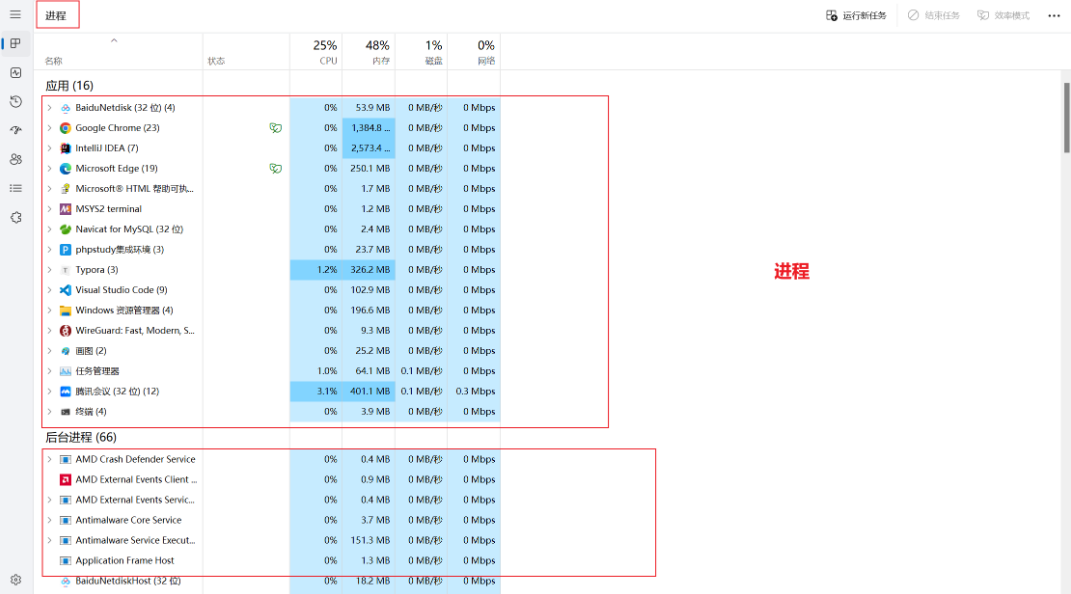 进程 运行新任务 结束任务 效率模式
25% 48% 1% 0%
名称 状态 CPU 内存 磁盘 网络
应用 (16)
BaiduNetdisk (32 位) (4) 0% 53.9 MB 0 MB/秒 0 Mbps
Google Chrome (23) 0% 1,384.8 ... 0 MB/秒 0 Mbps
IntelliJ IDEA (7) 0% 2,573.4 ... 0 MB/秒 0 Mbps
Microsoft Edge (19) 0% 250.1 MB 0 MB/秒 0 Mbps
Microsoft® HTML 帮助可执... 0% 1.7 MB 0 MB/秒 0 Mbps
MSYS2 terminal 0% 1.2 MB 0 MB/秒 0 Mbps
Navicat for MySQL (32 位) 0% 2.4 MB 0 MB/秒 0 Mbps
phpstudy集成环境 (3) 0% 23.7 MB 0 MB/秒 0 Mbps
Typora (3) 1.2% 326.2 MB 0 MB/秒 0 Mbps
进程
Visual Studio Code (9) 0% 102.9 MB 0 MB/秒 0 Mbps
Windows 资源管理器 (4) 0% 196.6 MB 0 MB/秒 0 Mbps
WireGuard: Fast, Modern, S... 0% 9.3 MB 0 MB/秒 0 Mbps
画图 (2) 0% 25.2 MB 0 MB/秒 0 Mbps
任务管理器 1.0% 64.1 MB 0.1 MB/秒 0 Mbps
腾讯会议 (32 位) (12) 3.1% 401.1 MB 0.1 MB/秒 0.3 Mbps
终端 (4) 0% 3.9 MB 0 MB/秒 0 Mbps
后台进程 (66)
AMD Crash Defender Service 0% 0.4 MB 0 MB/秒 0 Mbps
AMD External Events Client ... 0% 0.9 MB 0 MB/秒 0 Mbps
AMD External Events Servic... 0% 0.4 MB 0 MB/秒 0 Mbps
Antimalware Core Service 0% 3.7 MB 0 MB/秒 0 Mbps
Antimalware Service Execut... 0% 151.3 MB 0 MB/秒 0 Mbps
Application Frame Host 0% 1.3 MB 0 MB/秒 0 Mbps
BaiduNetdiskHost (32 位) 0% 18.2 MB 0 MB/秒 0 Mbps